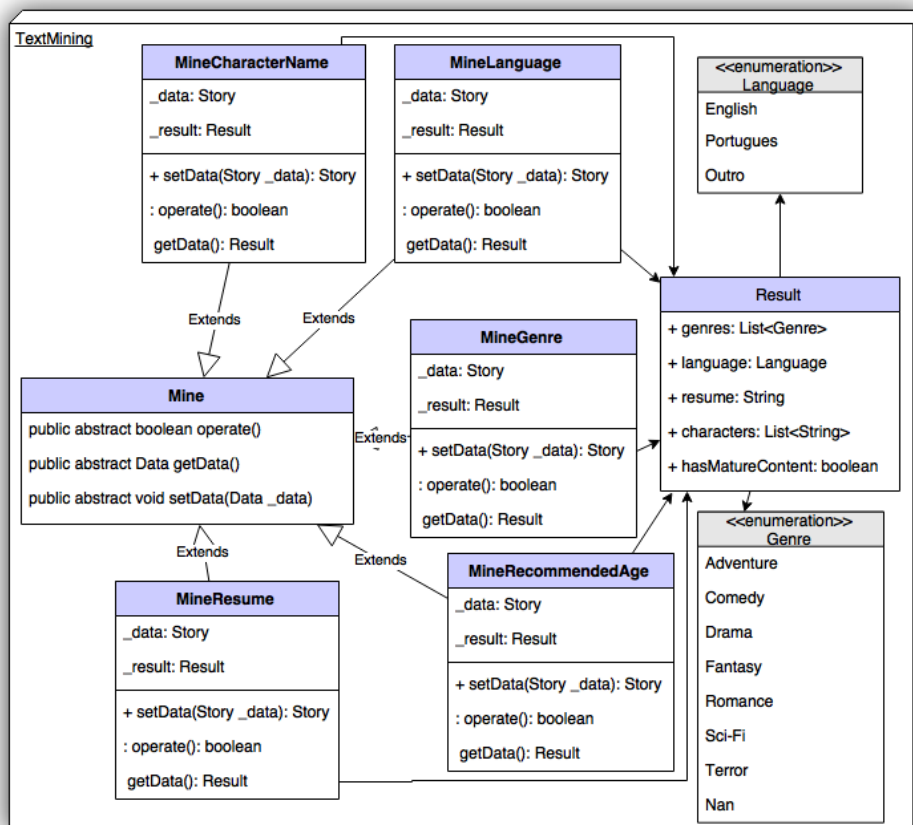 TextMining
MineCharacterName
_data: Story
_result: Result
+ setData(Story _data): Story
: operate(): boolean
getData(): Result
MineLanguage
_data: Story
_result: Result
+ setData(Story _data): Story
: operate(): boolean
getData(): Result
<<enumeration>>
Language
English
Portugues
Outro
Extends
Extends
Result
+ genres: List<Genre>
+ language: Language
+ resume: String
+ characters: List<String>
+ hasMatureContent: boolean
MineGenre
_data: Story
_result: Result
+ setData(Story _data): Story
: operate(): boolean
getData(): Result
Mine
public abstract boolean operate()
public abstract Data getData()
public abstract void setData(Data _data)
Extends
Extends
Extends
<<enumeration>>
Genre
Adventure
Comedy
Drama
Fantasy
Romance
Sci-Fi
Terror
Nan
MineRecommendedAge
_data: Story
_result: Result
+ setData(Story _data): Story
: operate(): boolean
getData(): Result
MineResume
_data: Story
_result: Result
+ setData(Story _data): Story
: operate(): boolean
getData(): Result